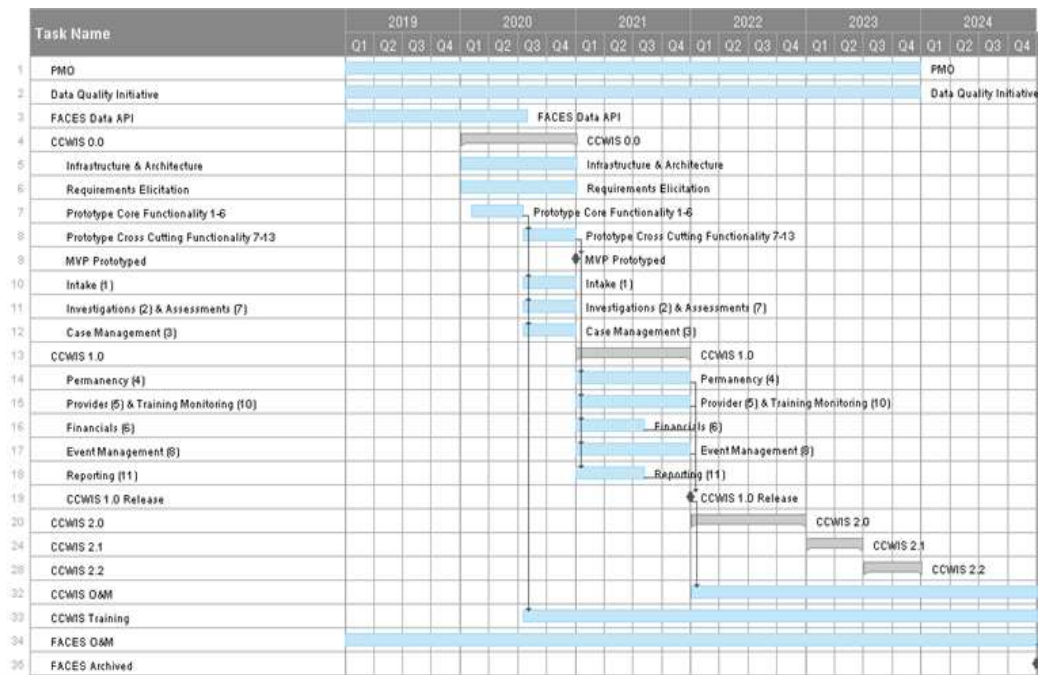 Task Name 2019 2020 2021 2022 2023 2024
Q1 Q2 Q3 Q4 Q1 Q2 Q3 Q4 Q1 Q2 Q3 Q4 Q1 Q2 Q3 Q4 Q1 Q2 Q3 Q4 Q1 Q2 Q3 Q4
1 PMO PMO
2 Data Quality Initiative Data Quality Initiative
3 FACES Data API FACES Data API
4 CCWIS 0.0 CCWIS 0.0
5 Infrastructure & Architecture Infrastructure & Architecture
6 Requirements Elicitation Requirements Elicitation
7 Prototype Core Functionality 1-6 Prototype Core Functionality 1-6
8 Prototype Cross Cutting Functionality 7-13 Prototype Cross Cutting Functionality 7-13
9 MVP Prototyped MVP Prototyped
10 Intake (1) Intake (1)
11 Investigations (2) & Assessments (7) Investigations (2) & Assessments (7)
12 Case Management (3) Case Management (3)
13 CCWIS 1.0 CCWIS 1.0
14 Permanency (4) Permanency (4)
15 Provider (5) & Training Monitoring (10) Provider (5) & Training Monitoring (10)
16 Financials (6) Financials (6)
17 Event Management (8) Event Management (8)
18 Reporting (11) Reporting (11)
19 CCWIS 1.0 Release CCWIS 1.0 Release
20 CCWIS 2.0 CCWIS 2.0
24 CCWIS 2.1 CCWIS 2.1
28 CCWIS 2.2 CCWIS 2.2
32 CCWIS O&M
33 CCWIS Training
34 FACES O&M
35 FACES Archived